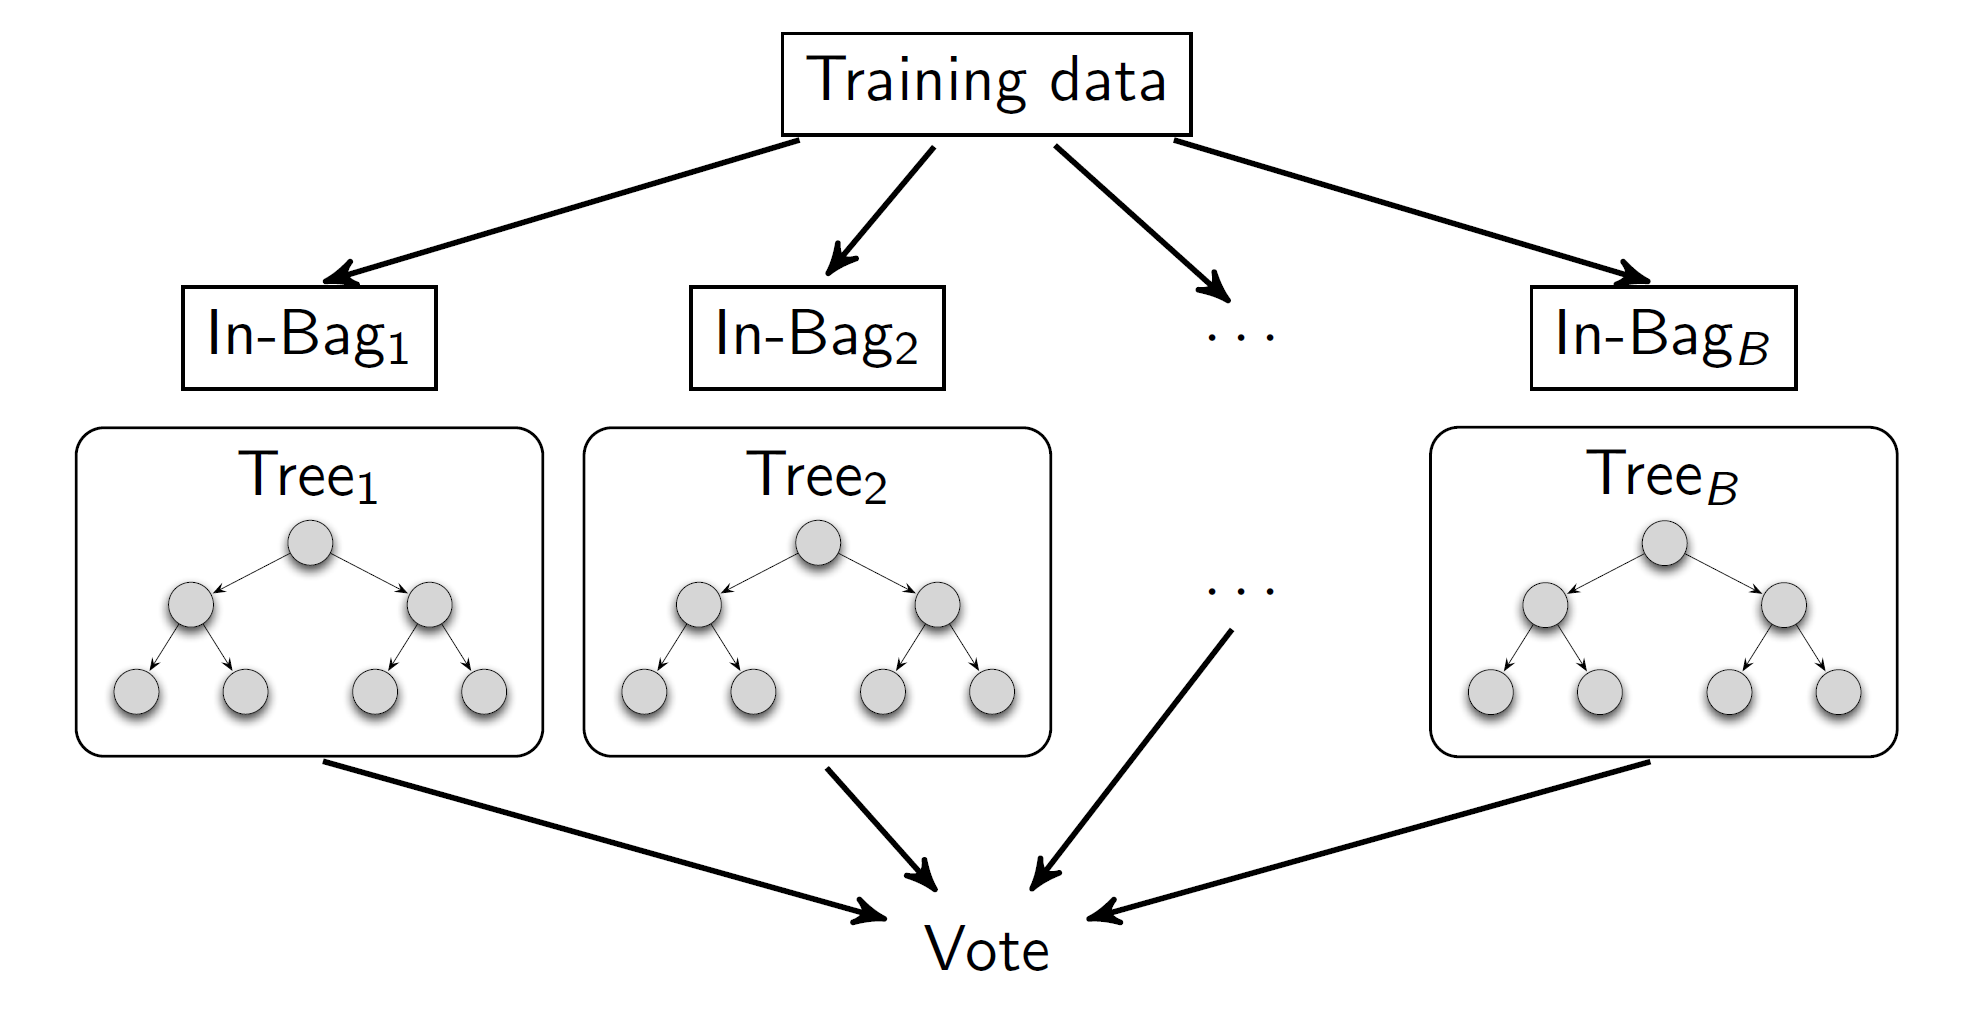 Training data
In-Bag₁ In-Bag₂ ... In-Bag_B
Tree₁ Tree₂ Tree_B
...
Vote